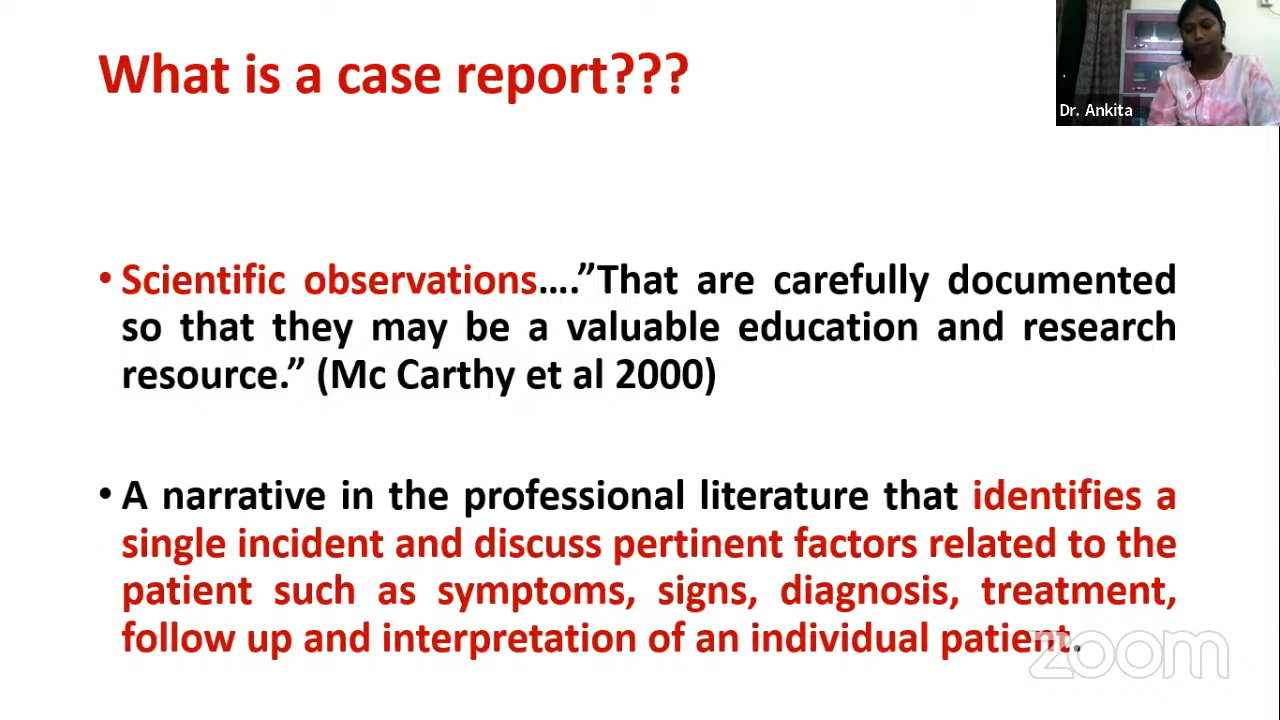 What is a case report???
Dr. Ankita
• Scientific observations….”That are carefully documented
so that they may be a valuable education and research
resource.” (Mc Carthy et al 2000)
• A narrative in the professional literature that identifies a
single incident and discuss pertinent factors related to the
patient such as symptoms, signs, diagnosis, treatment,
follow up and interpretation of an individual patient.
zoom